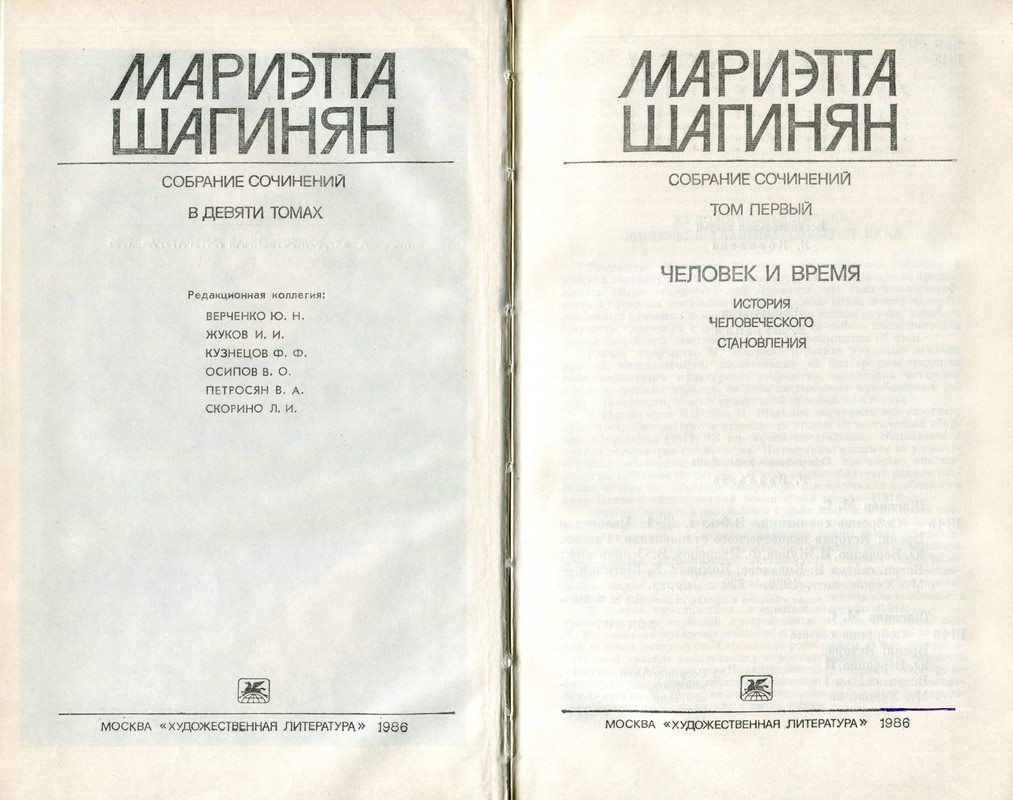 МАРИЭТТА
ШАГИНЯН
СОБРАНИЕ СОЧИНЕНИЙ
В ДЕВЯТИ ТОМАХ
Редакционная коллегия:
ВЕРЧЕНКО Ю. Н.
ЖУКОВ И. И.
КУЗНЕЦОВ Ф. Ф.
ОСИПОВ В. О.
ПЕТРОСЯН В. А.
СКОРИНО Л. И.
МОСКВА «ХУДОЖЕСТВЕННАЯ ЛИТЕРАТУРА» 1986
МАРИЭТТА
ШАГИНЯН
СОБРАНИЕ СОЧИНЕНИЙ
ТОМ ПЕРВЫЙ
ЧЕЛОВЕК И ВРЕМЯ
ИСТОРИЯ
ЧЕЛОВЕЧЕСКОГО
СТАНОВЛЕНИЯ
МОСКВА «ХУДОЖЕСТВЕННАЯ ЛИТЕРАТУРА» 1986